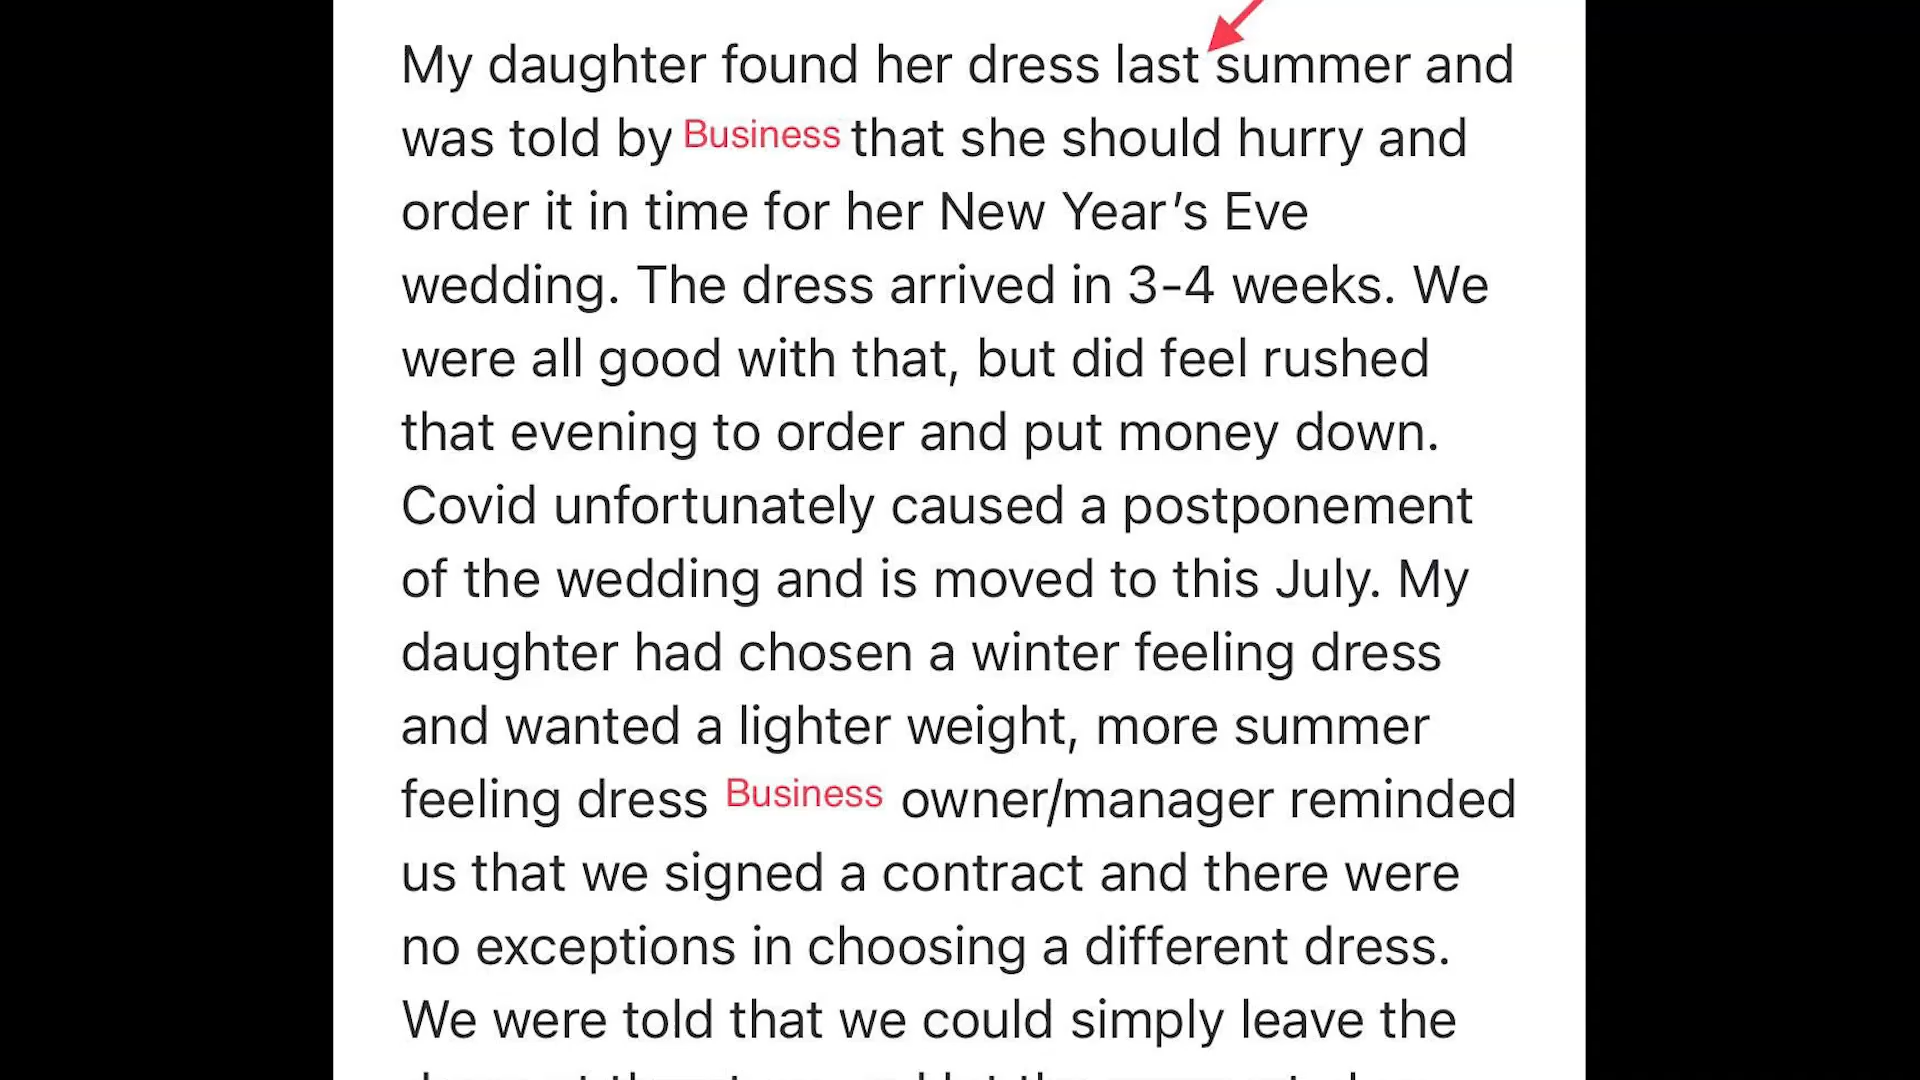 My daughter found her dress last summer and
was told by Business that she should hurry and
order it in time for her New Year’s Eve
wedding. The dress arrived in 3-4 weeks. We
were all good with that, but did feel rushed
that evening to order and put money down.
Covid unfortunately caused a postponement
of the wedding and is moved to this July. My
daughter had chosen a winter feeling dress
and wanted a lighter weight, more summer
feeling dress Business owner/manager reminded
us that we signed a contract and there were
no exceptions in choosing a different dress.
We were told that we could simply leave the